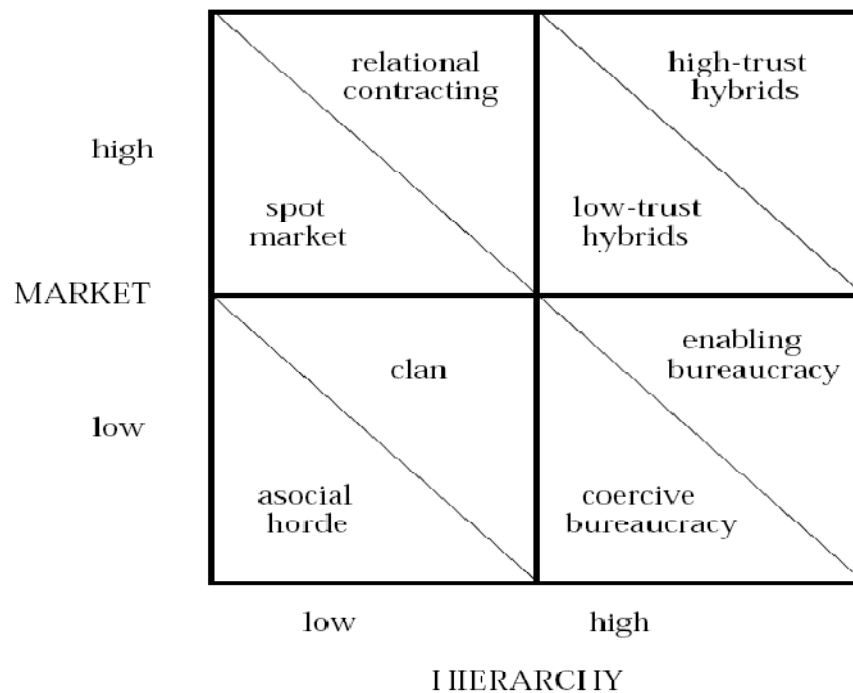 relational
contracting
high-trust
hybrids
high
spot
market
low-trust
hybrids
MARKET
clan
enabling
bureaucracy
low
asocial
horde
coercive
bureaucracy
low
high
HIERARCHY